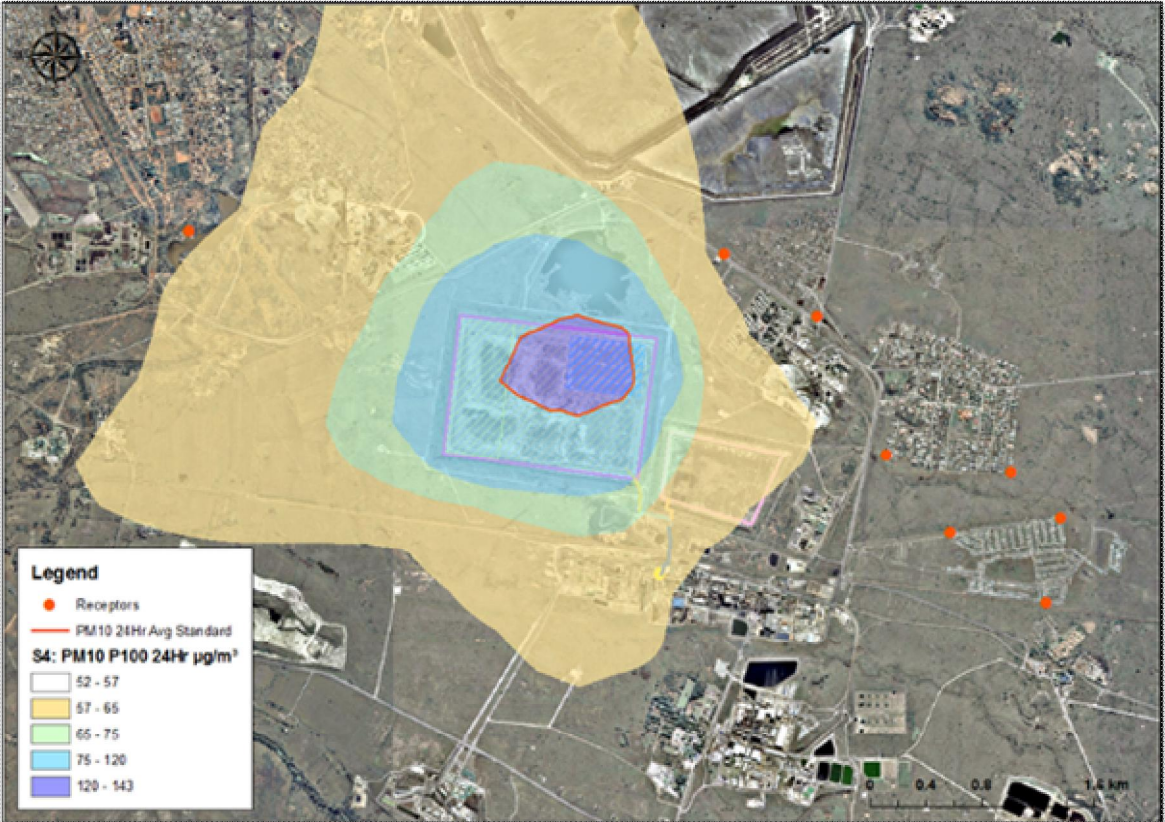 Legend
Receptors
PM10 24Hr Avg Standard
S4: PM10 P100 24Hr µg/m³
52 - 57
57 - 65
65 - 75
75 - 120
120 - 143
0 0.4 0.8 1.6 km